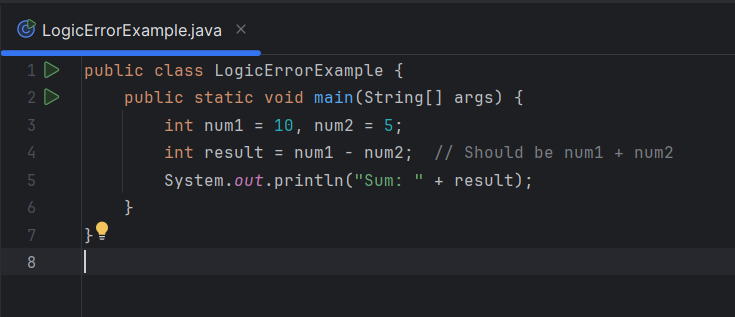 LogicErrorExample.java
1 public class LogicErrorExample {
2     public static void main(String[] args) {
3         int num1 = 10, num2 = 5;
4         int result = num1 - num2;  // Should be num1 + num2
5         System.out.println("Sum: " + result);
6     }
7 }
8